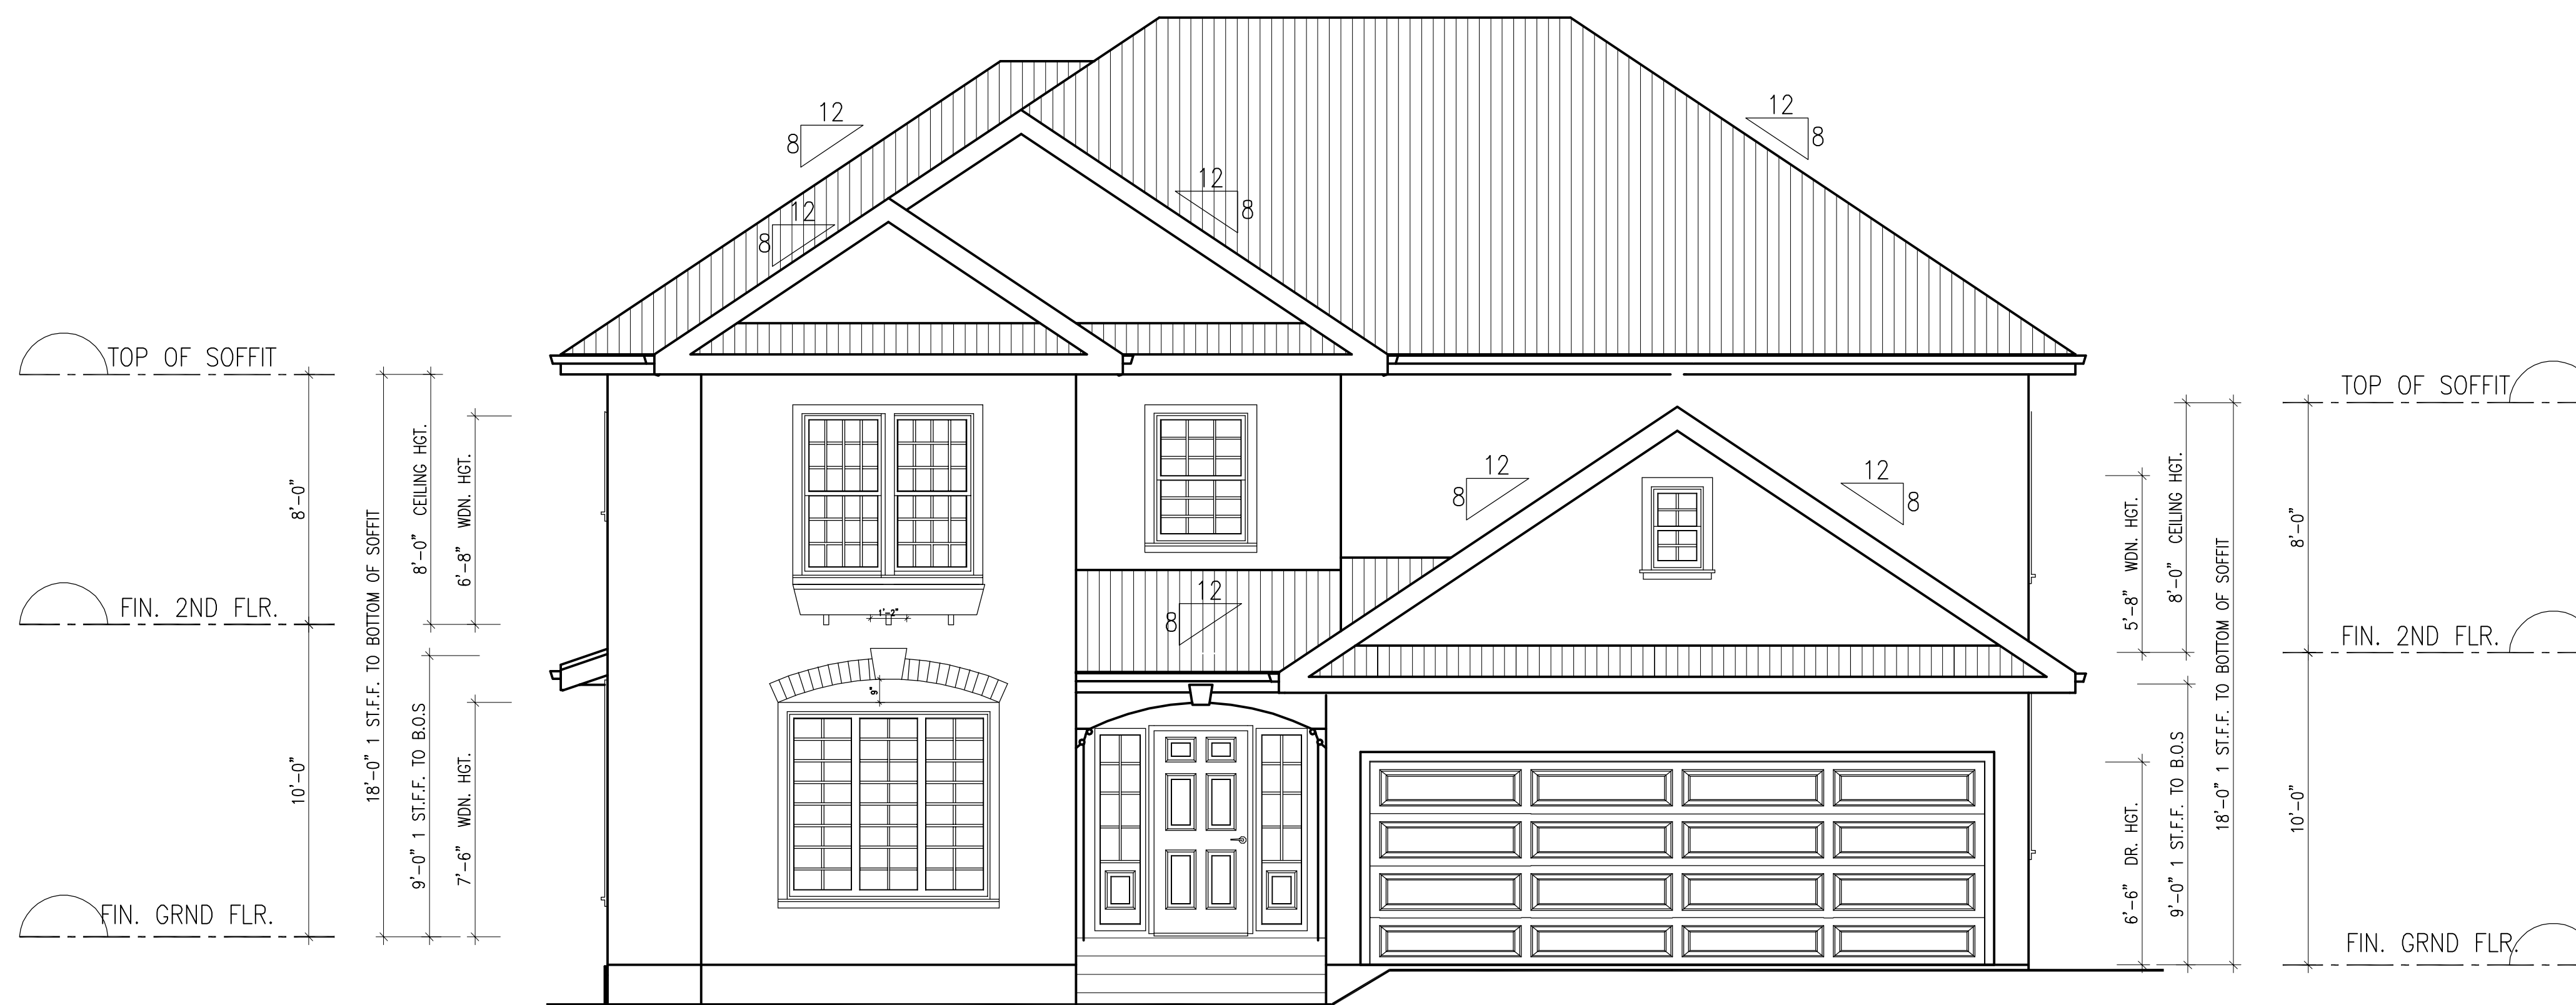 12
8
12
8
12
8
12
8
TOP OF SOFFIT
FIN. 2ND FLR.
FIN. GRND FLR.
8'-0"
10'-0"
18'-0" 1 ST.F.F. TO BOTTOM OF SOFFIT
8'-0" CEILING HGT.
9'-0" 1 ST.F.F. TO B.O.S
6'-8" WDN. HGT.
7'-6" WDN. HGT.
1'-2"
9"
12
8
12
8
12
8
5'-8" WDN. HGT.
6'-6" DR. HGT.
8'-0" CEILING HGT.
9'-0" 1 ST.F.F. TO B.O.S
18'-0" 1 ST.F.F. TO BOTTOM OF SOFFIT
8'-0"
10'-0"
TOP OF SOFFIT
FIN. 2ND FLR.
FIN. GRND FLR.